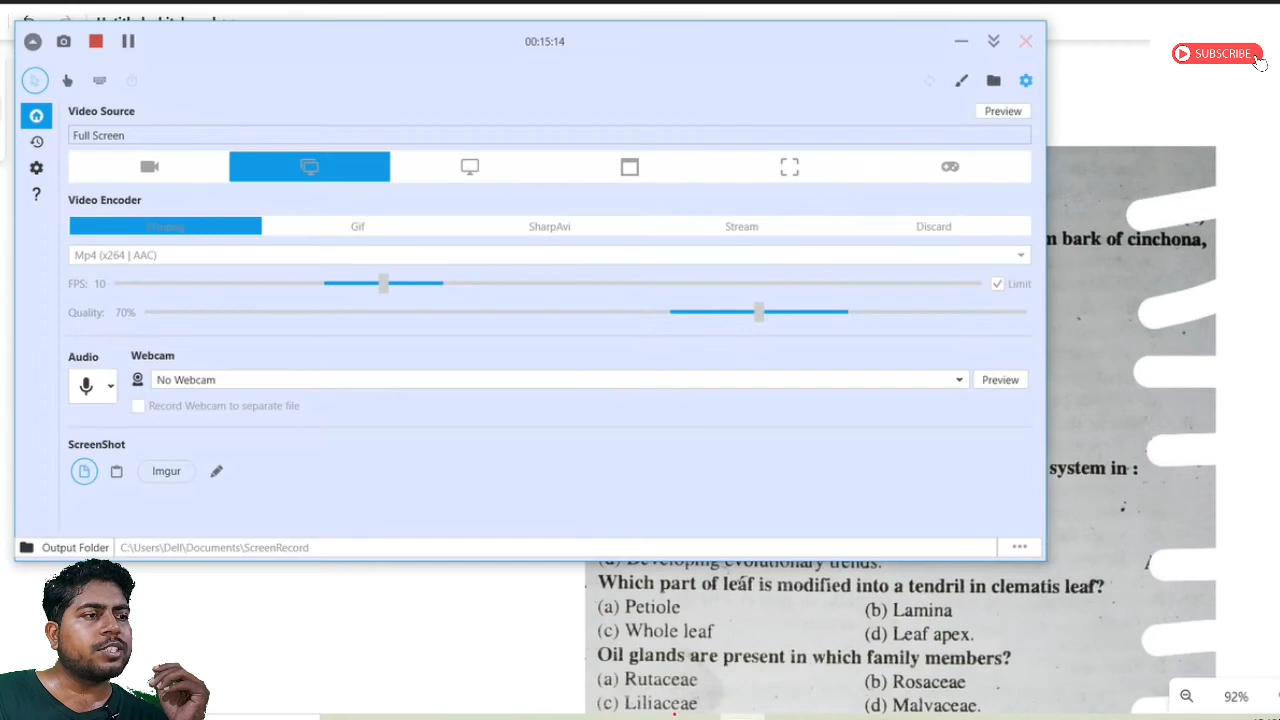 00:15:14
SUBSCRIBE
Video Source
Preview
Full Screen
n bark of cinchona,
Video Encoder
Gif
SharpAvi
Stream
Discard
Mp4 (x264 | AAC)
FPS: 10
Limit
Quality: 70%
Audio
Webcam
No Webcam
Preview
Record Webcam to separate file
ScreenShot
system in :
Imgur
Output Folder
C:\Users\Dell\Documents\ScreenRecord
(d) Developing evolutionary trends.
Which part of leaf is modified into a tendril in clematis leaf?
(a) Petiole (b) Lamina
(c) Whole leaf (d) Leaf apex.
Oil glands are present in which family members?
(a) Rutaceae (b) Rosaceae
(c) Liliaceae (d) Malvaceae.
92%